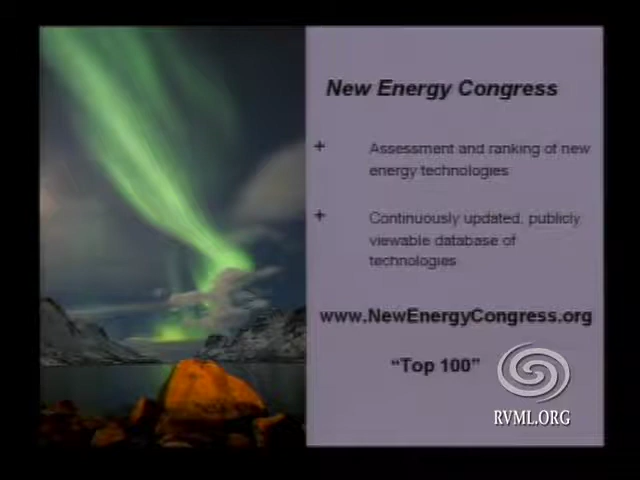 New Energy Congress
+ Assessment and ranking of new
energy technologies
+ Continuously updated, publicly
viewable database of
technologies
www.NewEnergyCongress.org
“Top 100”
RVML.ORG